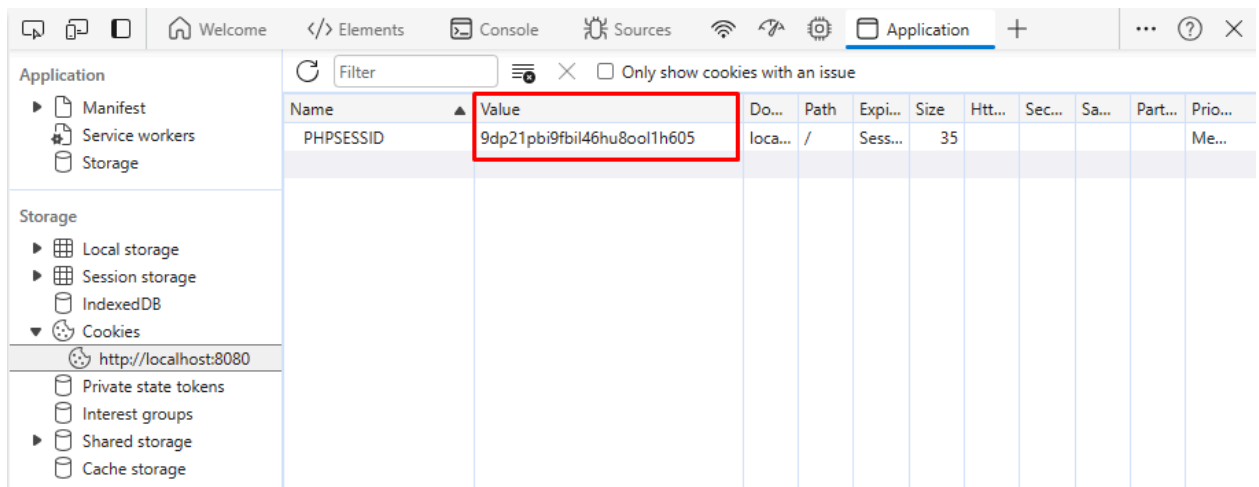 Welcome </> Elements Console Sources Application
Application
Manifest
Service workers
Storage
Storage
Local storage
Session storage
IndexedDB
Cookies
http://localhost:8080
Private state tokens
Interest groups
Shared storage
Cache storage
Filter Only show cookies with an issue
Name Value Do... Path Expi... Size Htt... Sec... Sa... Part... Prio...
PHPSESSID 9dp21pbi9fbil46hu8ool1h605 loca... / Sess... 35 Me...